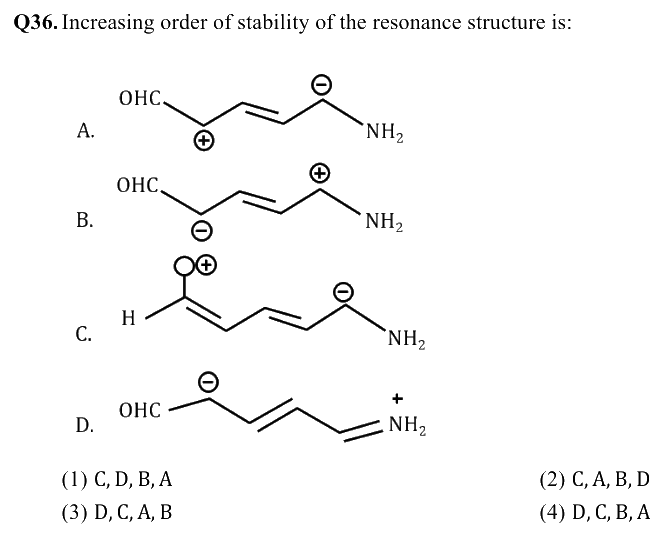 Q36. Increasing order of stability of the resonance structure is:
OHC
⊖
A.
⊕
NH₂
OHC
⊕
B.
⊖
NH₂
O⊕
H
⊖
C.
NH₂
⊖
OHC
+
D.
NH₂
(1) C, D, B, A
(2) C, A, B, D
(3) D, C, A, B
(4) D, C, B, A